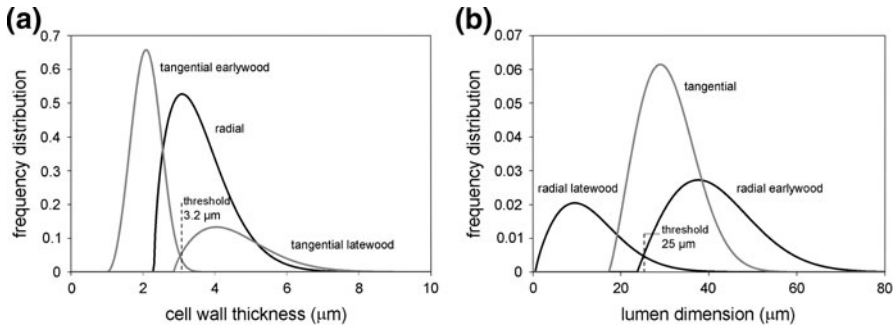 (a)
0.7
0.6
0.5
0.4
0.3
0.2
0.1
0
frequency distribution
tangential earlywood
radial
threshold
3.2 μm
tangential latewood
0 2 4 6 8 10
cell wall thickness (μm)
(b)
0.07
0.06
0.05
0.04
0.03
0.02
0.01
0.00
frequency distribution
tangential
radial latewood
radial earlywood
threshold
25 μm
0 20 40 60 80
lumen dimension (μm)